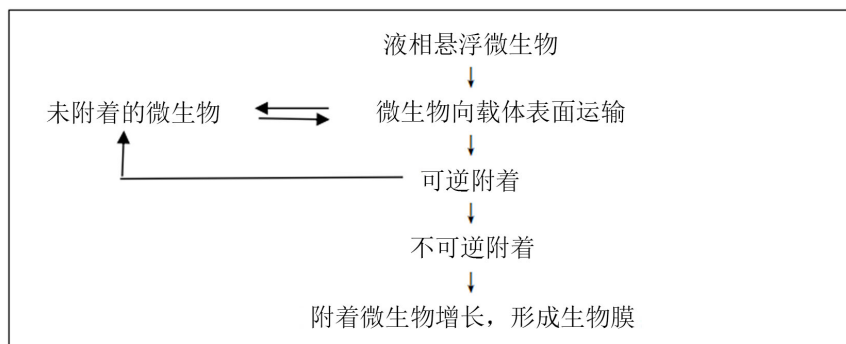 液相悬浮微生物
未附着的微生物
微生物向载体表面运输
可逆附着
不可逆附着
附着微生物增长，形成生物膜